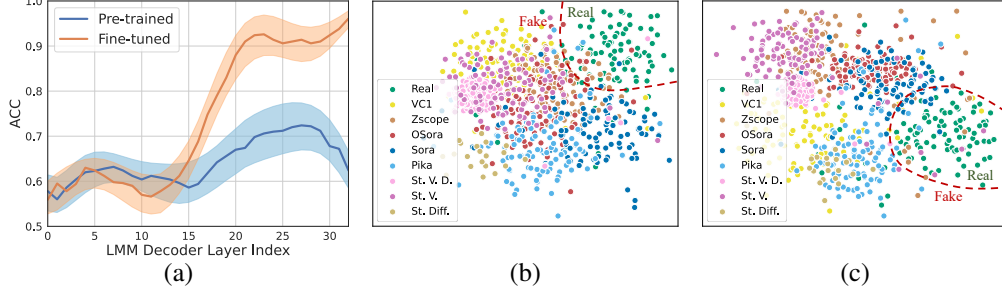 1.0
0.9
0.8
0.7
0.6
0.5
ACC
Pre-trained
Fine-tuned
0 5 10 15 20 25 30
LMM Decoder Layer Index
(a)
Fake
Real
Real
VC1
Zscope
OSora
Sora
Pika
St. V. D.
St. V.
St. Diff.
(b)
Real
VC1
Zscope
OSora
Sora
Pika
St. V. D.
St. V.
St. Diff.
Real
Fake
(c)